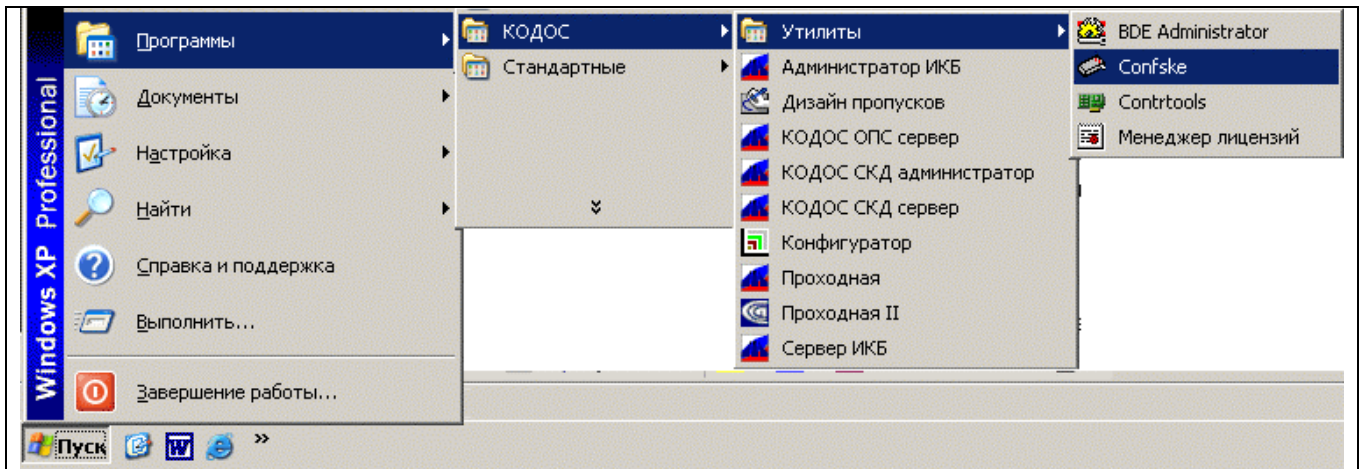 Windows XP Professional
Программы
Документы
Настройка
Найти
Справка и поддержка
Выполнить...
Завершение работы...
КОДОС
Стандартные
Утилиты
Администратор ИКБ
Дизайн пропусков
КОДОС ОПС сервер
КОДОС СКД администратор
КОДОС СКД сервер
Конфигуратор
Проходная
Проходная II
Сервер ИКБ
BDE Administrator
Confske
Contrtools
Менеджер лицензий
Пуск